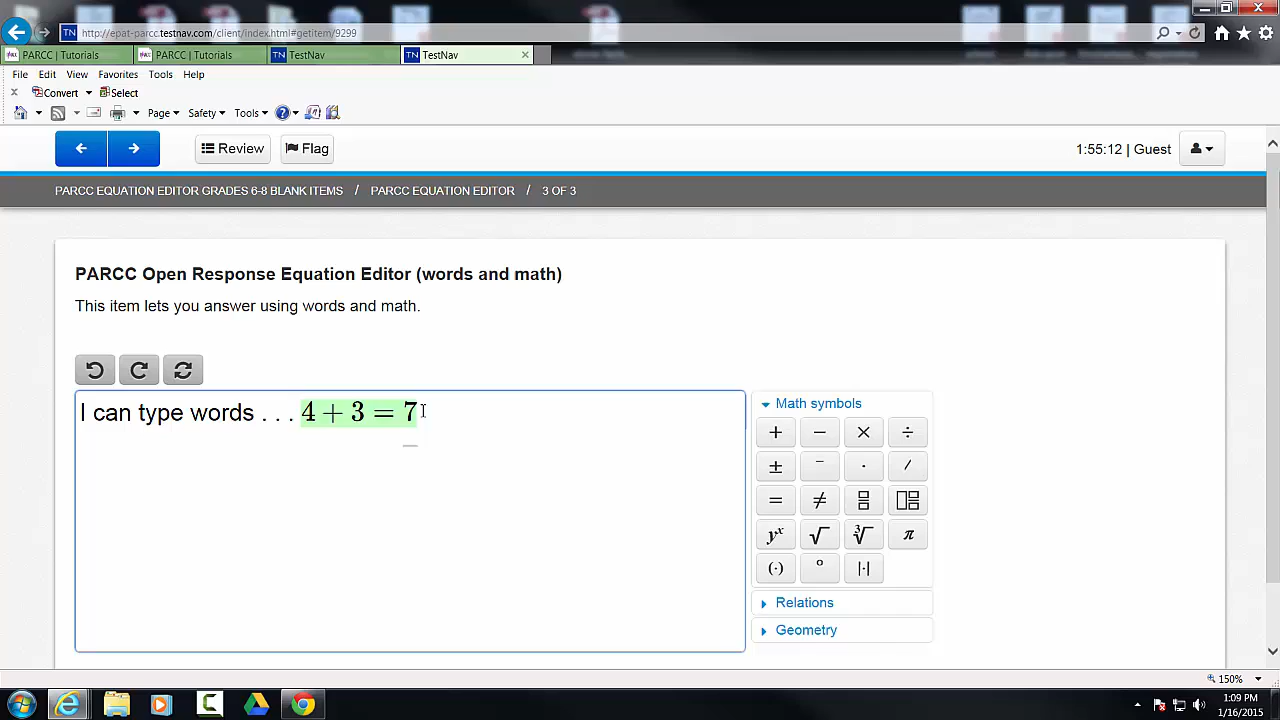 http://epat-parcc.testnav.com/client/index.html#getitem/9299
PARCC | Tutorials
PARCC | Tutorials
TN TestNav
TN TestNav
File Edit View Favorites Tools Help
Convert Select
Page Safety Tools
Review Flag 1:55:12 | Guest
PARCC EQUATION EDITOR GRADES 6-8 BLANK ITEMS / PARCC EQUATION EDITOR / 3 OF 3
PARCC Open Response Equation Editor (words and math)
This item lets you answer using words and math.
I can type words . . . 4 + 3 = 7
Math symbols
+ − × ÷
± − · /
= ≠
yˣ √ ∛ π
(·) ° |·|
Relations
Geometry
150%
1:09 PM
1/16/2015